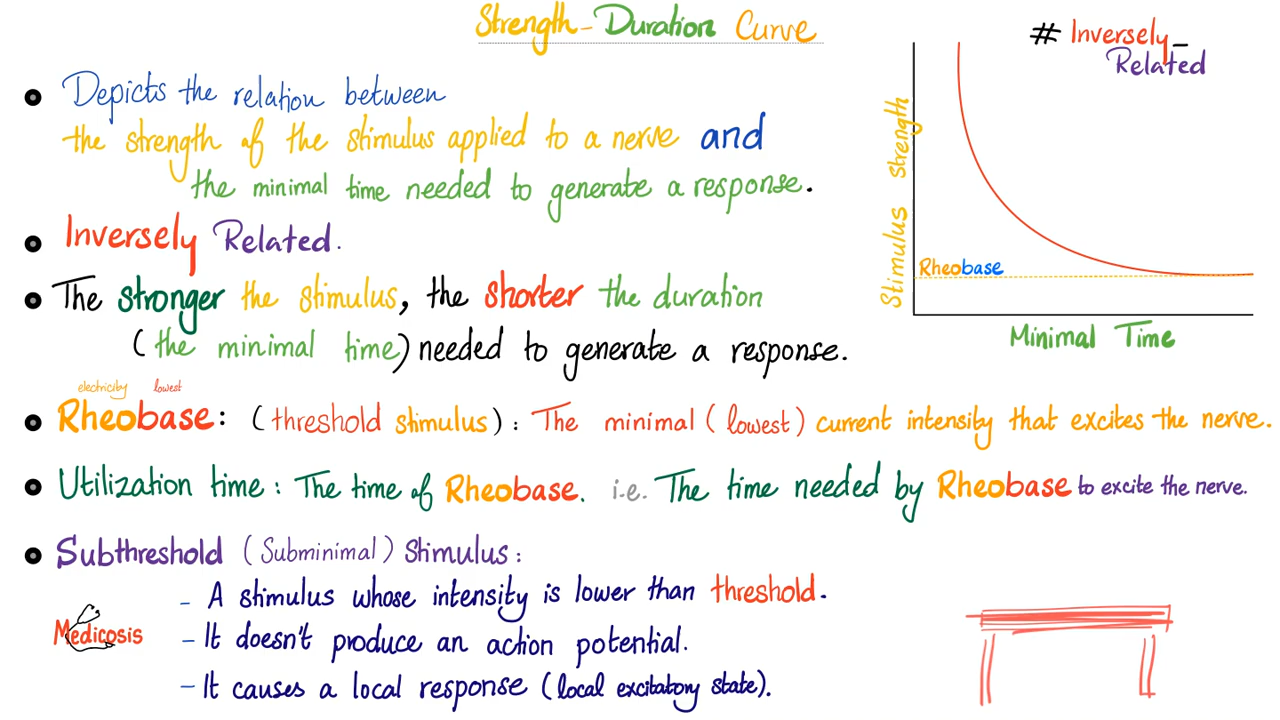 Strength-Duration Curve
# Inversely-
Related
• Depicts the relation between
the strength of the stimulus applied to a nerve and
the minimal time needed to generate a response.
• Inversely Related.
• The stronger the stimulus, the shorter the duration
(the minimal time) needed to generate a response.
Stimulus Strength
Rheobase
Minimal Time
electricity lowest
• Rheobase: (threshold stimulus): The minimal (lowest) current intensity that excites the nerve.
• Utilization time: The time of Rheobase. i.e. The time needed by Rheobase to excite the nerve.
• Subthreshold (Subminimal) Stimulus:
- A stimulus whose intensity is lower than threshold.
- It doesn't produce an action potential.
- It causes a local response (local excitatory state).
Medicosis